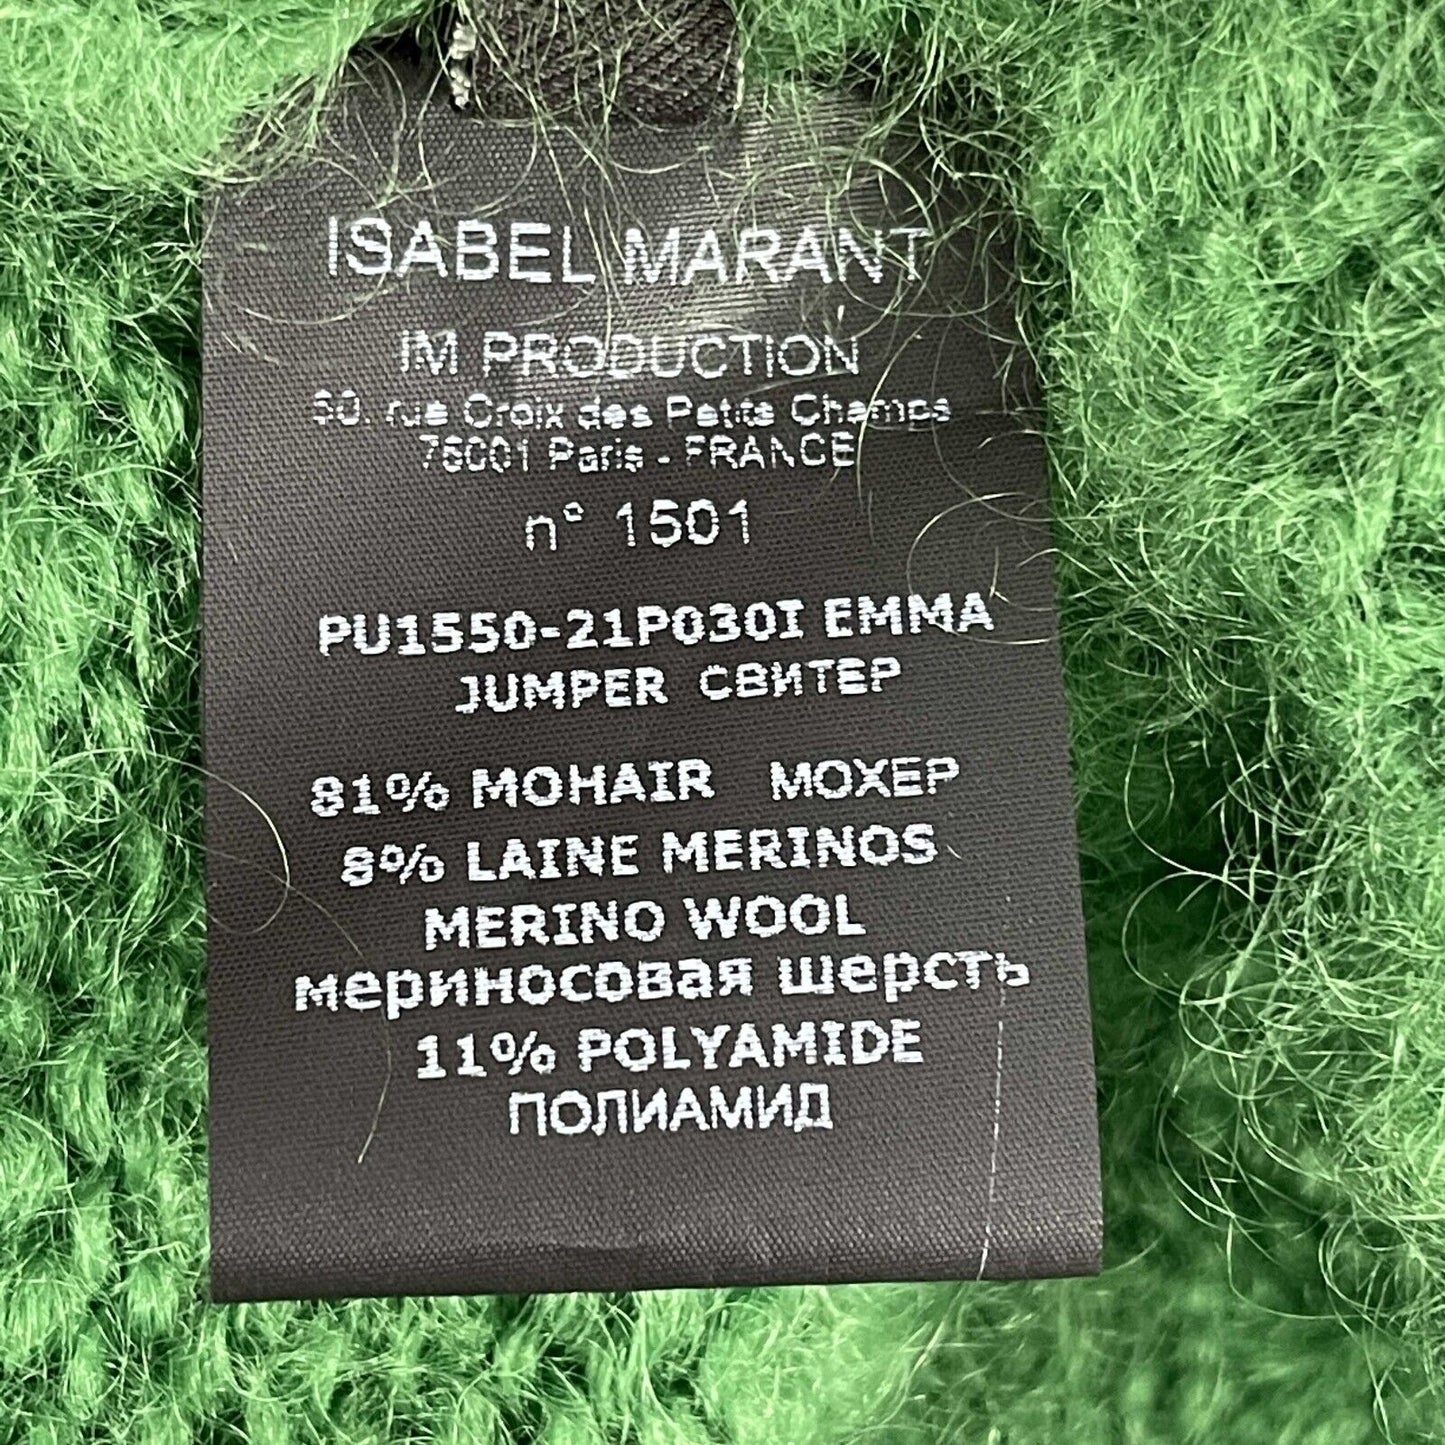 ISABEL MARANT
IM PRODUCTION
50, rue Croix des Petits Champs
75001 Paris - FRANCE
n° 1501
PU1550-21P030I EMMA
JUMPER СВИТЕР
81% MOHAIR МОХЕР
8% LAINE MERINOS
MERINO WOOL
мериносовая шерсть
11% POLYAMIDE
ПОЛИАМИД